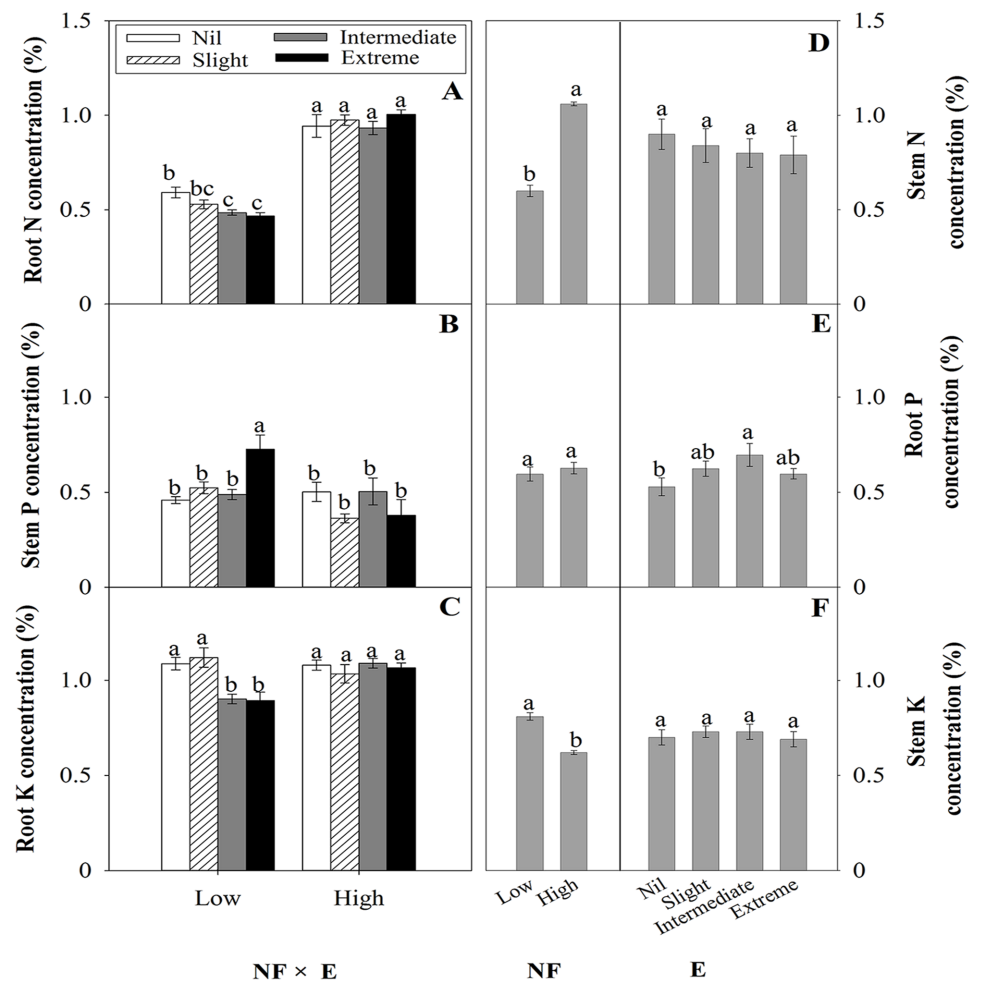 Root N concentration (%)
1.5
1.0
0.5
0
Nil
Slight
Intermediate
Extreme
A
b
bc
c
c
a
a
a
a
Stem P concentration (%)
1.0
0.5
0
B
b
b
b
a
b
b
b
b
Root K concentration (%)
1.0
0.5
0
C
a
a
b
b
a
a
a
a
Low
High
NF × E
D
b
a
a
a
a
a
1.5
1.0
0.5
0
Stem N
concentration (%)
E
a
a
b
ab
a
ab
1.0
0.5
0
Root P
concentration (%)
F
a
b
a
a
a
a
1.0
0.5
0
Stem K
concentration (%)
Low
High
Nil
Slight
Intermediate
Extreme
NF
E